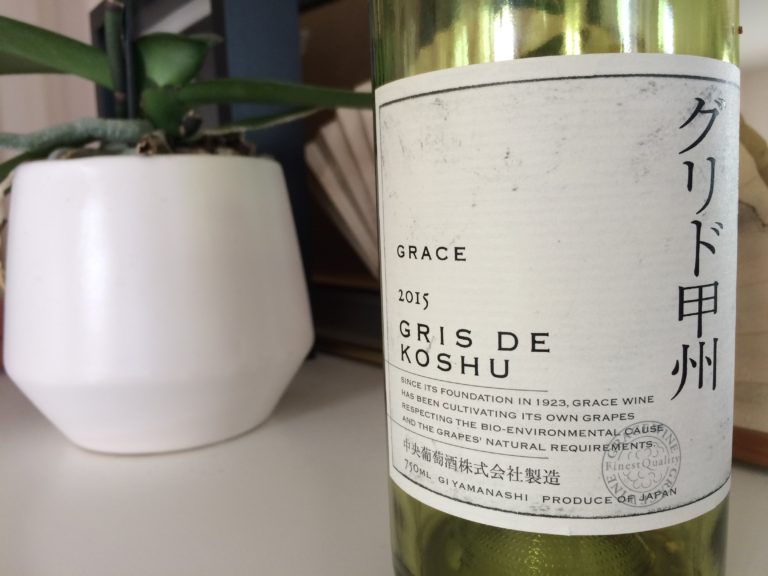 グリド甲州
GRACE
2015
GRIS DE
KOSHU
SINCE ITS FOUNDATION IN 1923, GRACE WINE
HAS BEEN CULTIVATING ITS OWN GRAPES
RESPECTING THE BIO-ENVIRONMENTAL CAUSE
AND THE GRAPES' NATURAL REQUIREMENTS.
中央葡萄酒株式会社製造
750ML GI YAMANASHI PRODUCE OF JAPAN
FinestQuality